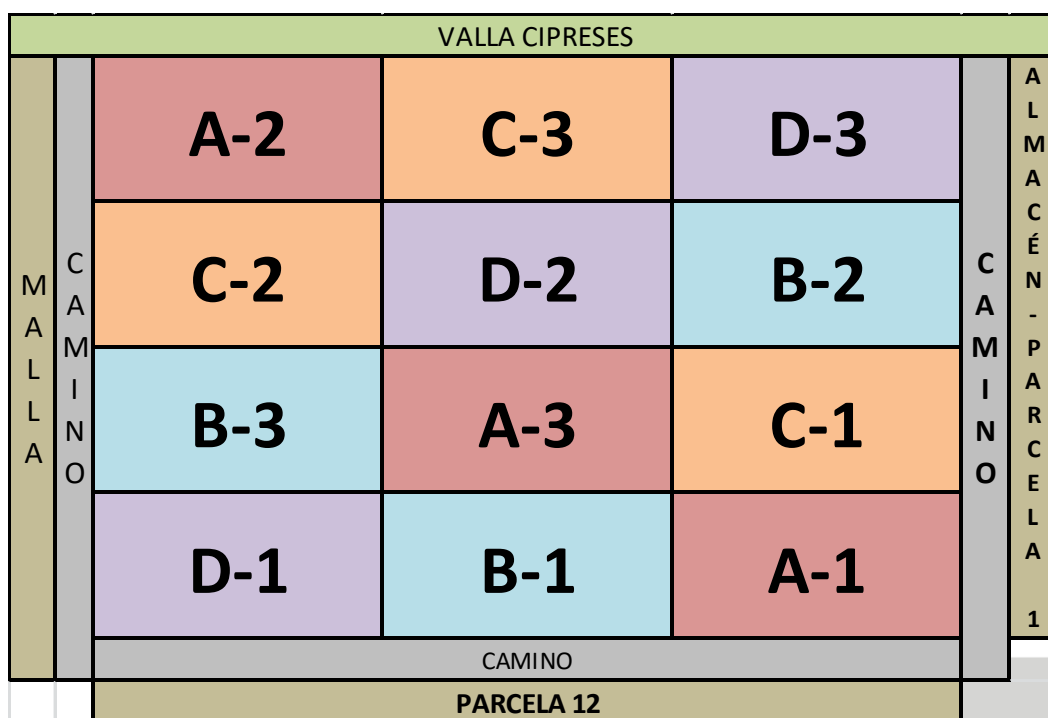 VALLA CIPRESES
MALLA
CAMINO
A-2
C-3
D-3
C-2
D-2
B-2
B-3
A-3
C-1
D-1
B-1
A-1
CAMINO
ALMACÉN-PARCELA 1
CAMINO
PARCELA 12